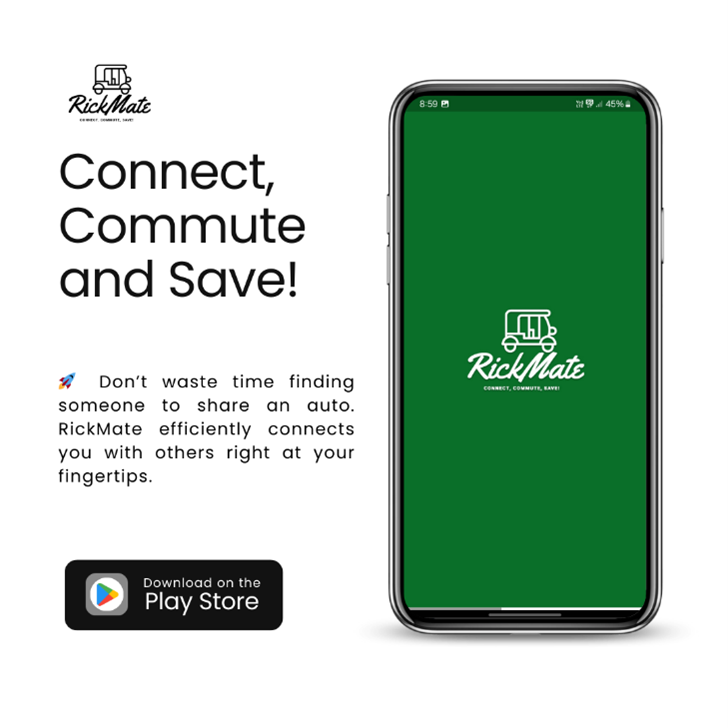 RickMate
CONNECT, COMMUTE, SAVE!
Connect,
Commute
and Save!
🚀 Don’t waste time finding
someone to share an auto.
RickMate efficiently connects
you with others right at your
fingertips.
Download on the
Play Store
8:59
45%
RickMate
CONNECT, COMMUTE, SAVE!